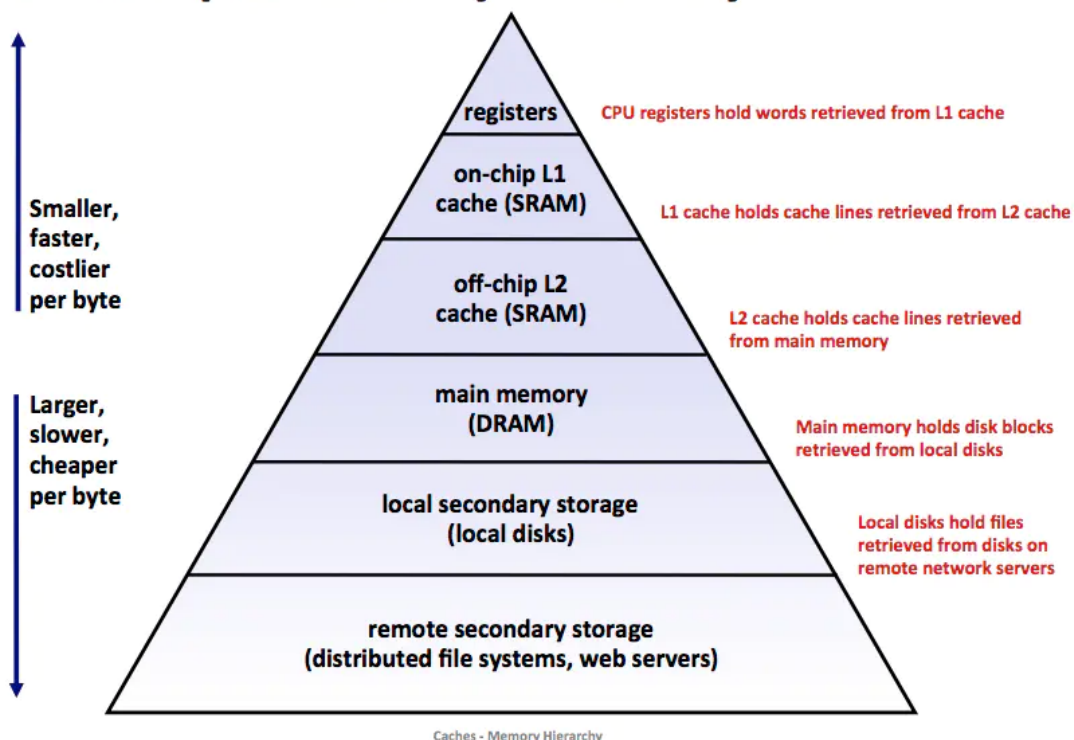 registers
CPU registers hold words retrieved from L1 cache
on-chip L1
cache (SRAM)
L1 cache holds cache lines retrieved from L2 cache
Smaller,
faster,
costlier
per byte
off-chip L2
cache (SRAM)
L2 cache holds cache lines retrieved
from main memory
main memory
(DRAM)
Main memory holds disk blocks
retrieved from local disks
Larger,
slower,
cheaper
per byte
local secondary storage
(local disks)
Local disks hold files
retrieved from disks on
remote network servers
remote secondary storage
(distributed file systems, web servers)
Caches - Memory Hierarchy